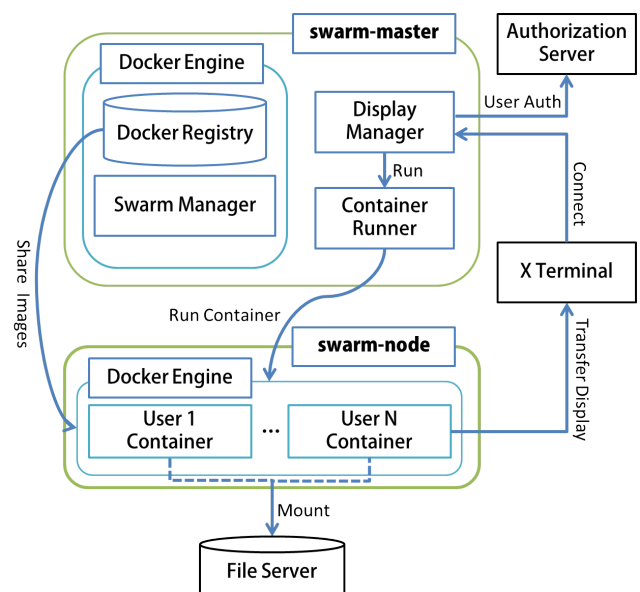 swarm-master
Authorization
Server
Docker Engine
Docker Registry
Display
Manager
User Auth
Run
Connect
Swarm Manager
Container
Runner
Share Images
X Terminal
Run Container
swarm-node
Transfer Display
Docker Engine
User 1
Container
...
User N
Container
Mount
File Server